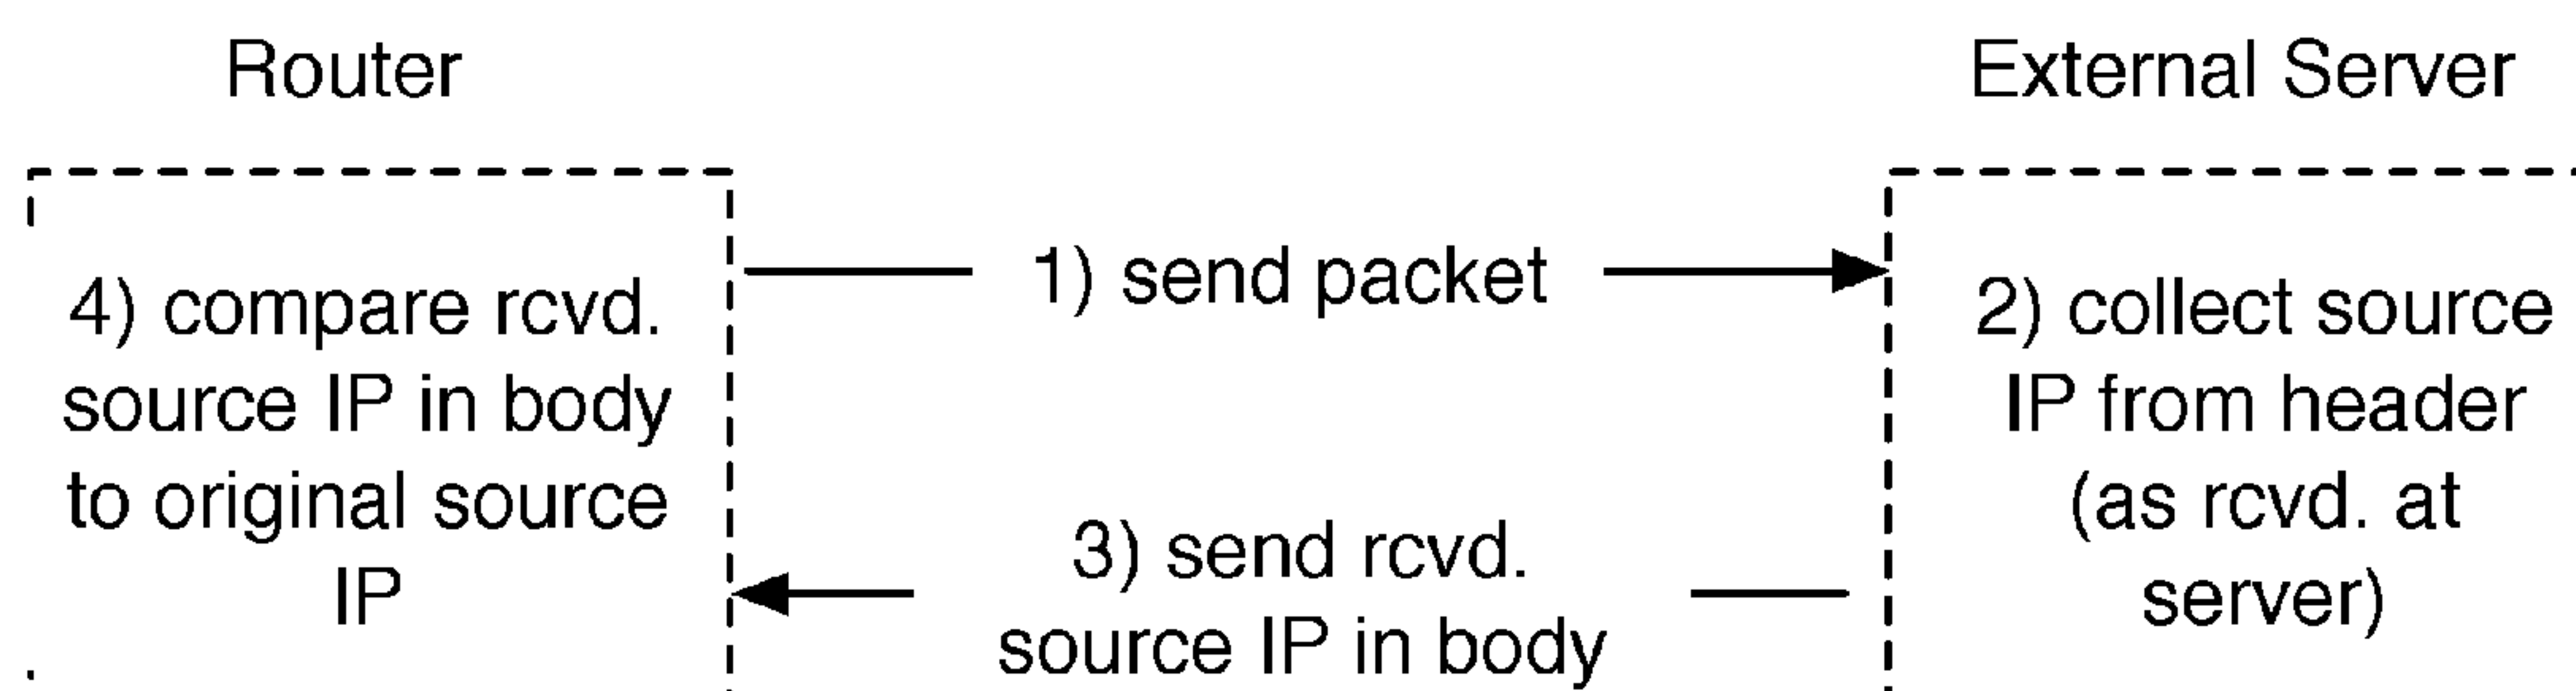 Router
External Server
1) send packet
2) collect source
IP from header
(as rcvd. at
server)
3) send rcvd.
source IP in body
4) compare rcvd.
source IP in body
to original source
IP